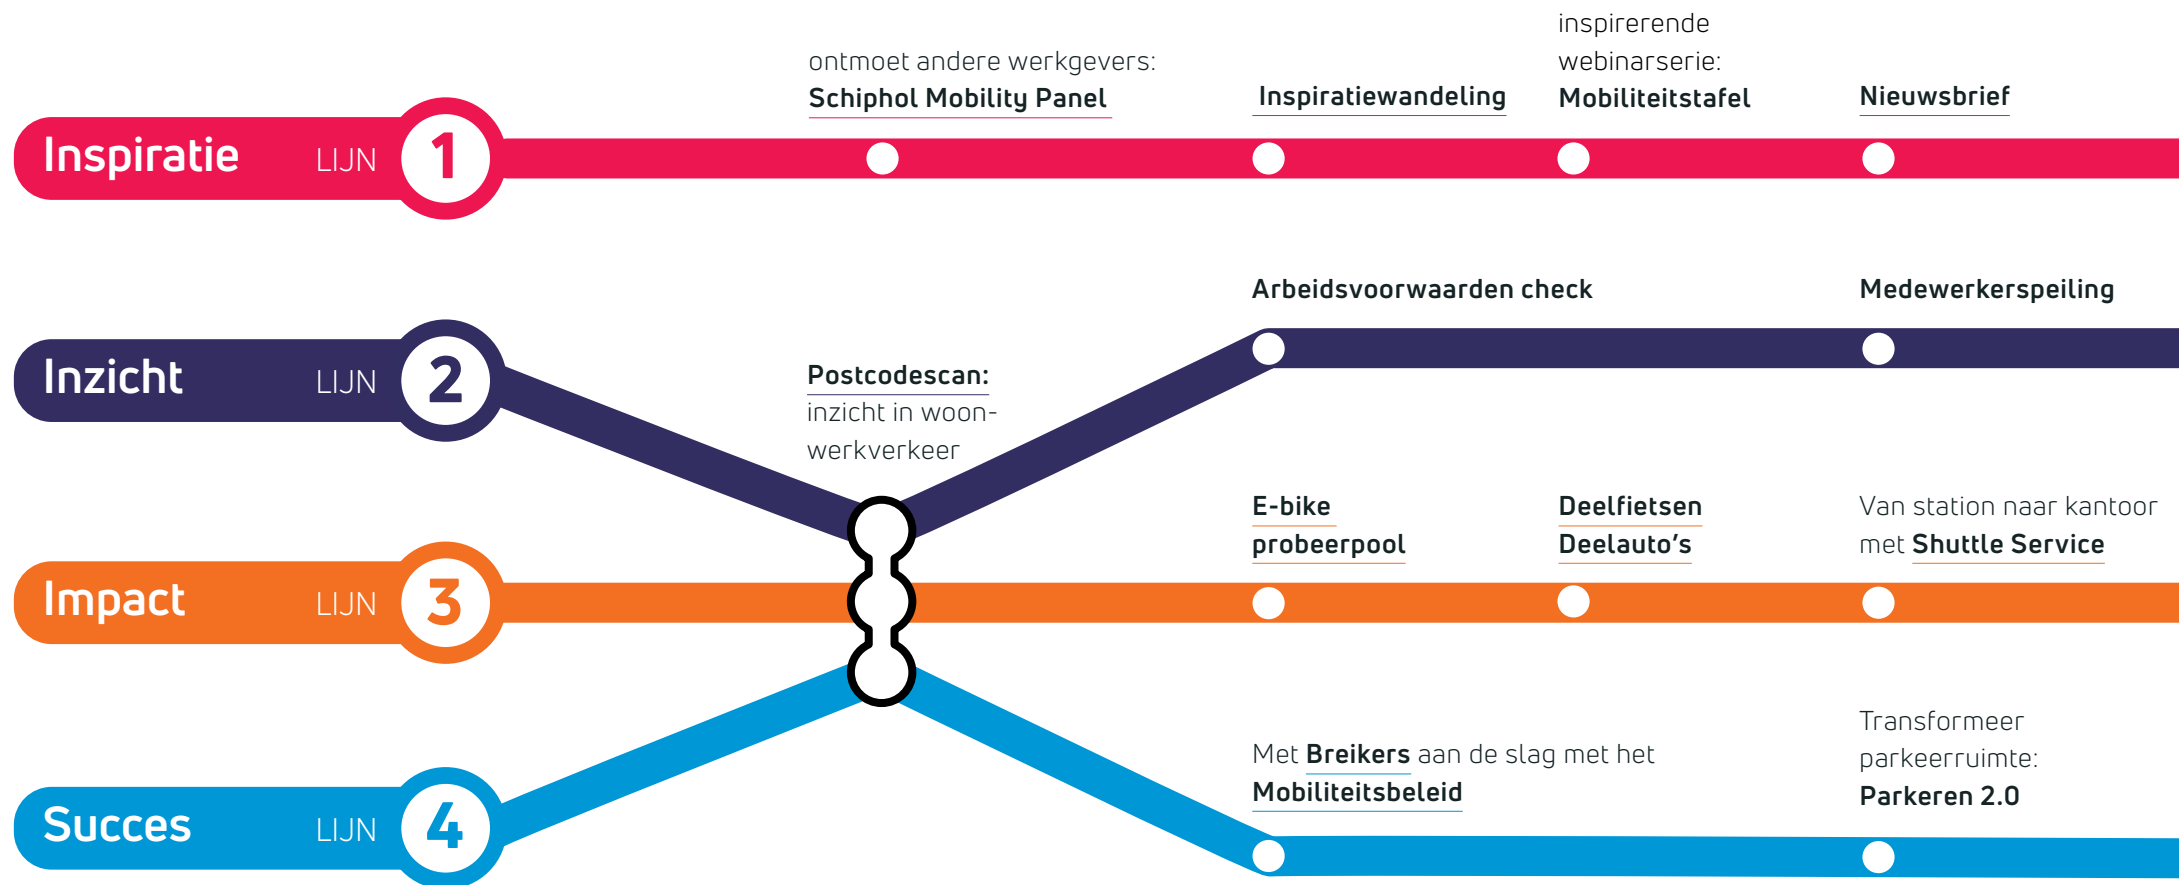 ontmoet andere werkgevers:
Schiphol Mobility Panel
Inspiratiewandeling
inspirerende
webinarserie:
Mobiliteitstafel
Nieuwsbrief
Inspiratie LIJN 1
Arbeidsvoorwaarden check
Medewerkerspeiling
Inzicht LIJN 2
Postcodescan:
inzicht in woon-
werkverkeer
E-bike
probeerpool
Deelfietsen
Deelauto's
Van station naar kantoor
met Shuttle Service
Impact LIJN 3
Met Breikers aan de slag met het
Mobiliteitsbeleid
Transformeer
parkeerruimte:
Parkeren 2.0
Succes LIJN 4